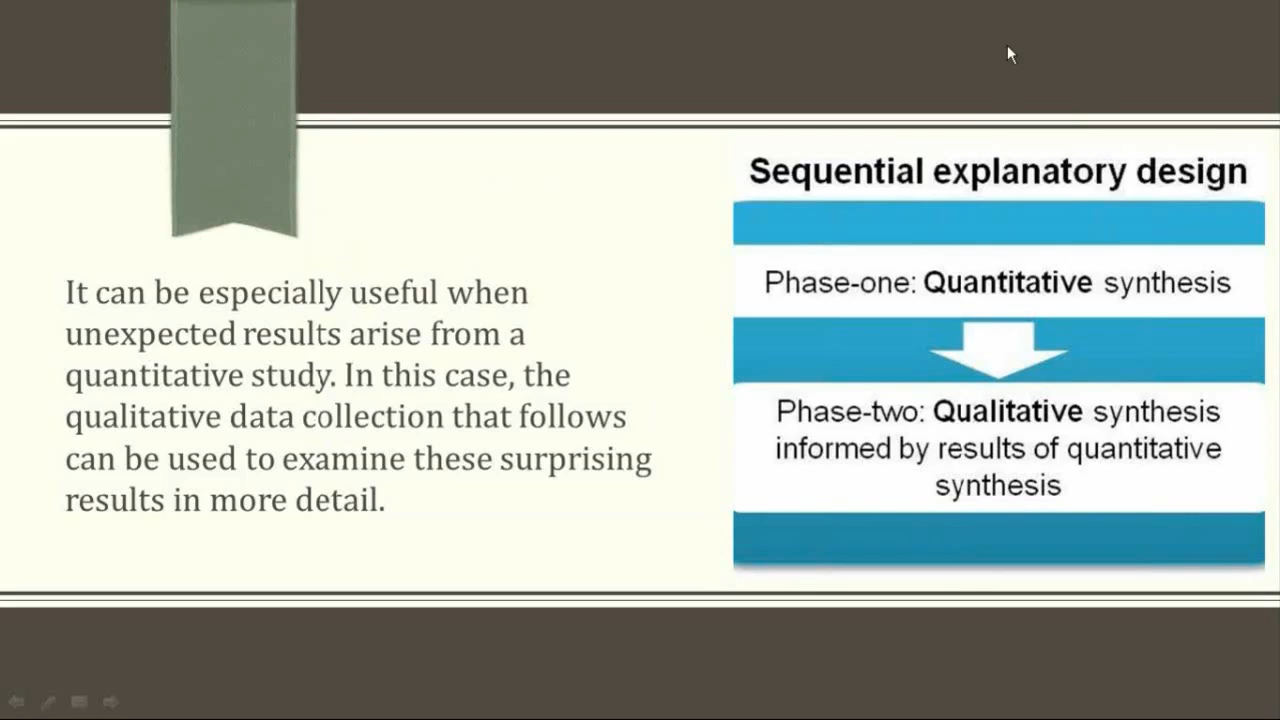 It can be especially useful when
unexpected results arise from a
quantitative study. In this case, the
qualitative data collection that follows
can be used to examine these surprising
results in more detail.
Sequential explanatory design
Phase-one: Quantitative synthesis
Phase-two: Qualitative synthesis
informed by results of quantitative
synthesis